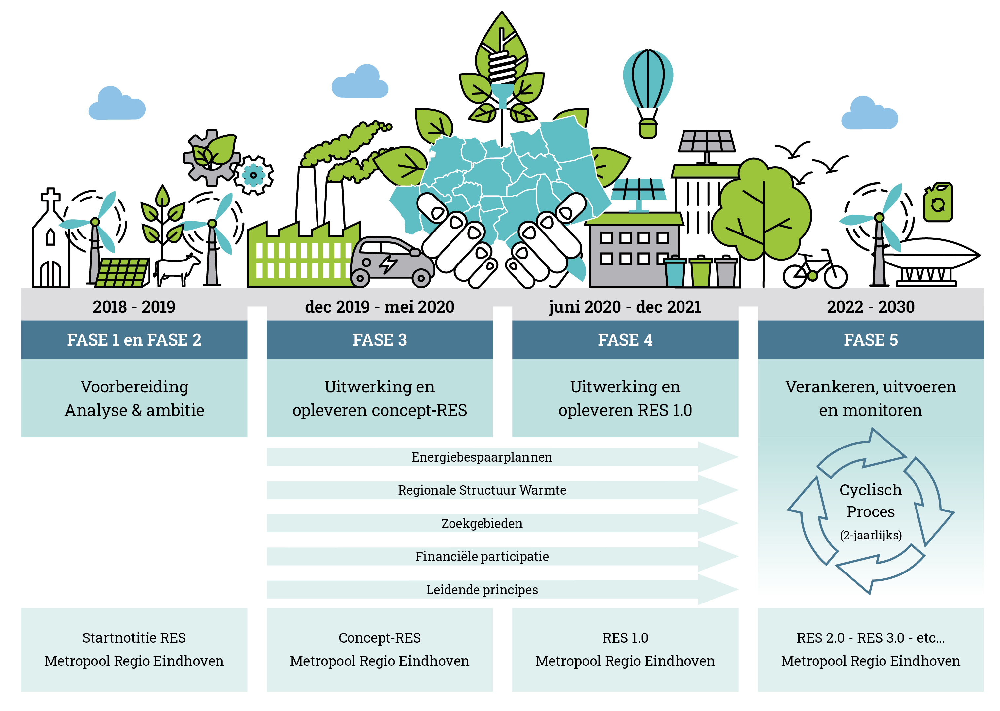 2018 - 2019
dec 2019 - mei 2020
juni 2020 - dec 2021
2022 - 2030
FASE 1 en FASE 2
FASE 3
FASE 4
FASE 5
Voorbereiding
Analyse & ambitie
Uitwerking en
opleveren concept-RES
Uitwerking en
opleveren RES 1.0
Verankeren, uitvoeren
en monitoren
Energiebespaarplannen
Regionale Structuur Warmte
Zoekgebieden
Financiële participatie
Leidende principes
Cyclisch
Proces
(2-jaarlijks)
Startnotitie RES
Metropool Regio Eindhoven
Concept-RES
Metropool Regio Eindhoven
RES 1.0
Metropool Regio Eindhoven
RES 2.0 - RES 3.0 - etc...
Metropool Regio Eindhoven